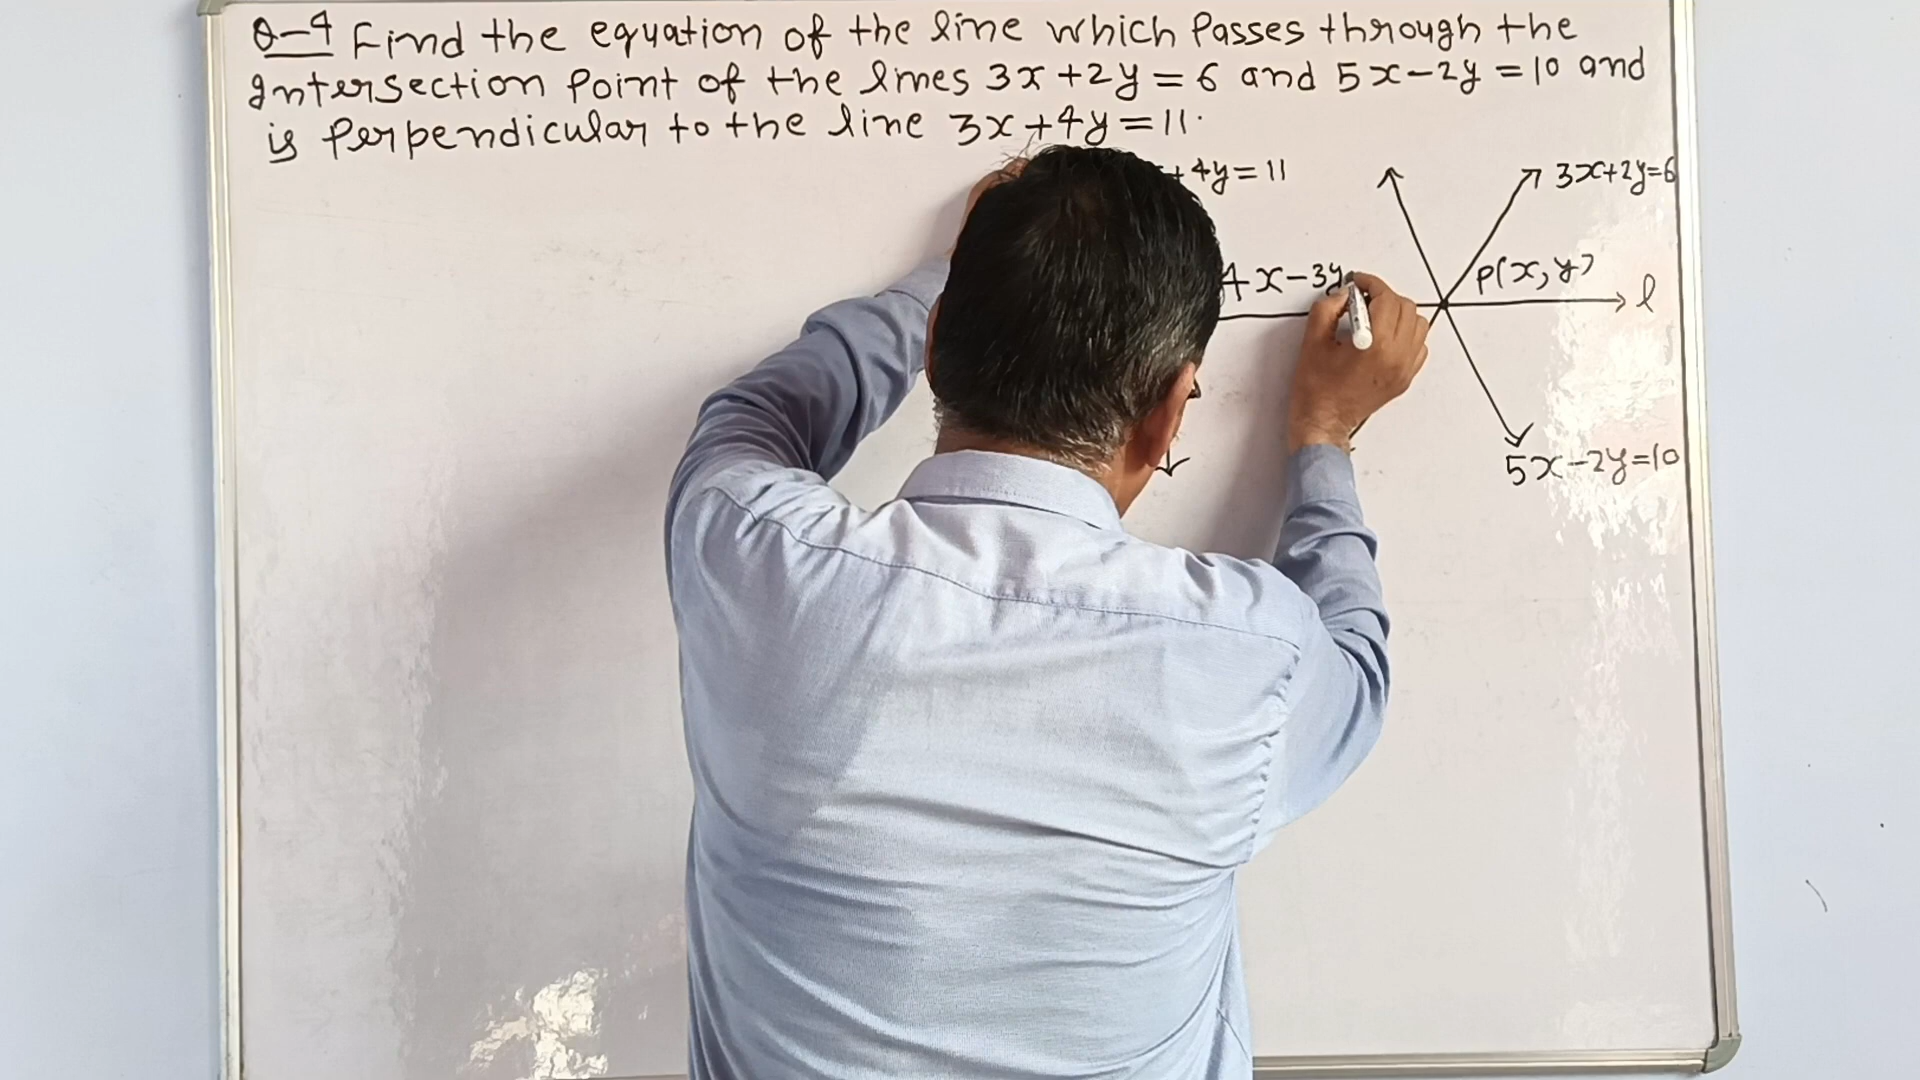 Q-4 Find the equation of the line which Passes through the
Intersection Point of the lines 3x+2y=6 and 5x-2y=10 and
is Perpendicular to the line 3x+4y=11.
+4y=11
3x+2y=6
4x-3y
P(x,y)
l
5x-2y=10